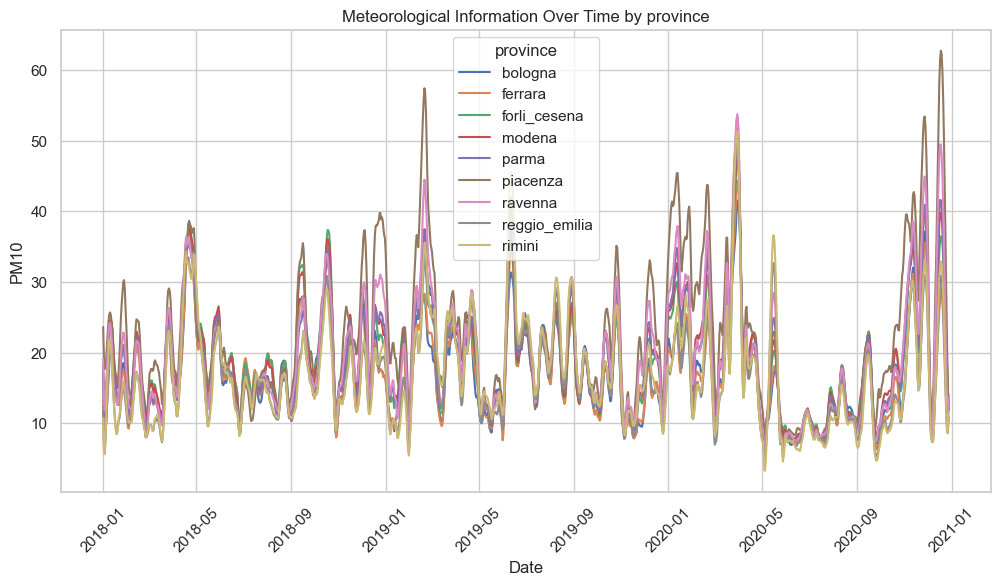 Meteorological Information Over Time by province
province
bologna
ferrara
forli_cesena
modena
parma
piacenza
ravenna
reggio_emilia
rimini
PM10
60
50
40
30
20
10
2018-01
2018-05
2018-09
2019-01
2019-05
2019-09
2020-01
2020-05
2020-09
2021-01
Date